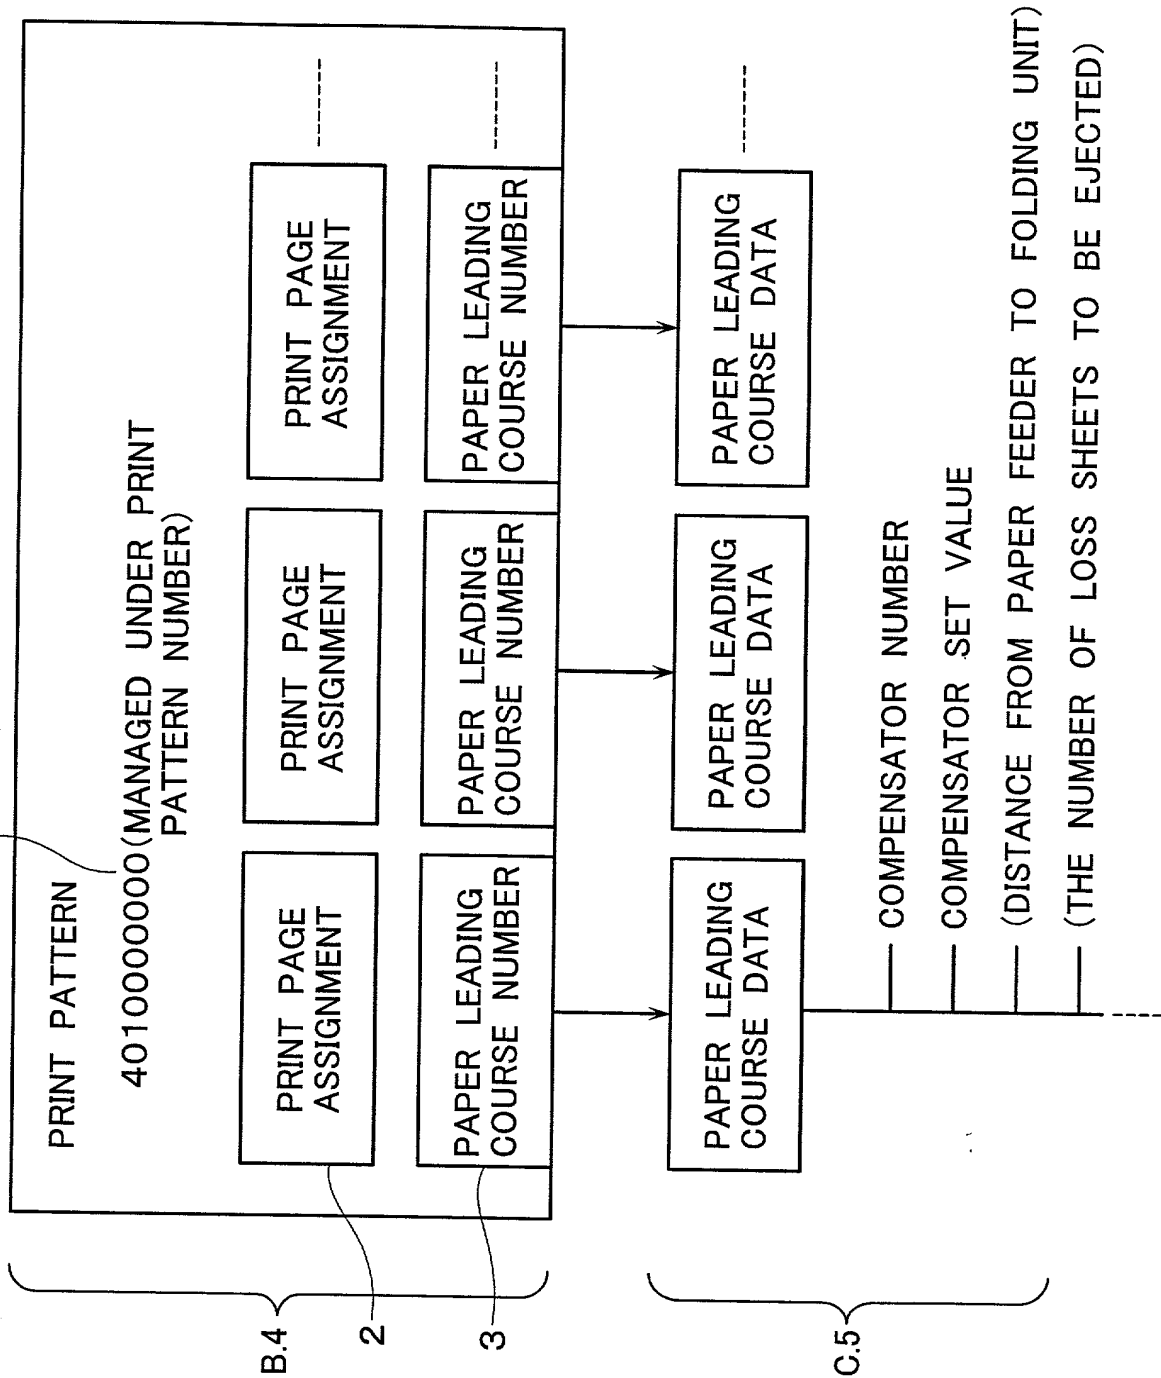 PRINT PATTERN
4010000000(MANAGED UNDER PRINT
PATTERN NUMBER)
B.4
2
PRINT PAGE
ASSIGNMENT
PRINT PAGE
ASSIGNMENT
PRINT PAGE
ASSIGNMENT
3
PAPER LEADING
COURSE NUMBER
PAPER LEADING
COURSE NUMBER
PAPER LEADING
COURSE NUMBER
C.5
PAPER LEADING
COURSE DATA
PAPER LEADING
COURSE DATA
PAPER LEADING
COURSE DATA
COMPENSATOR NUMBER
COMPENSATOR SET VALUE
(DISTANCE FROM PAPER FEEDER TO FOLDING UNIT)
(THE NUMBER OF LOSS SHEETS TO BE EJECTED)